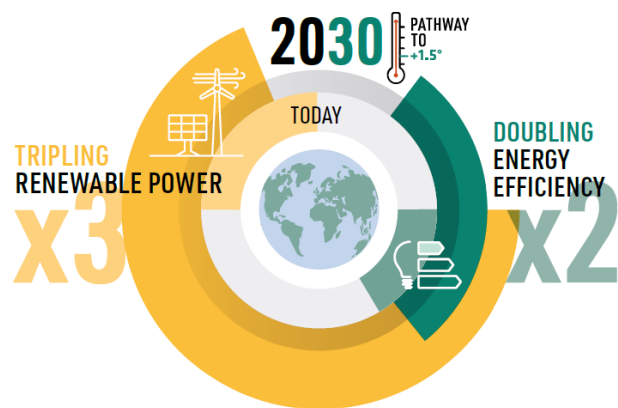 2030
PATHWAY
TO
+1.5°
TODAY
TRIPLING
RENEWABLE POWER
x3
DOUBLING
ENERGY
EFFICIENCY
x2